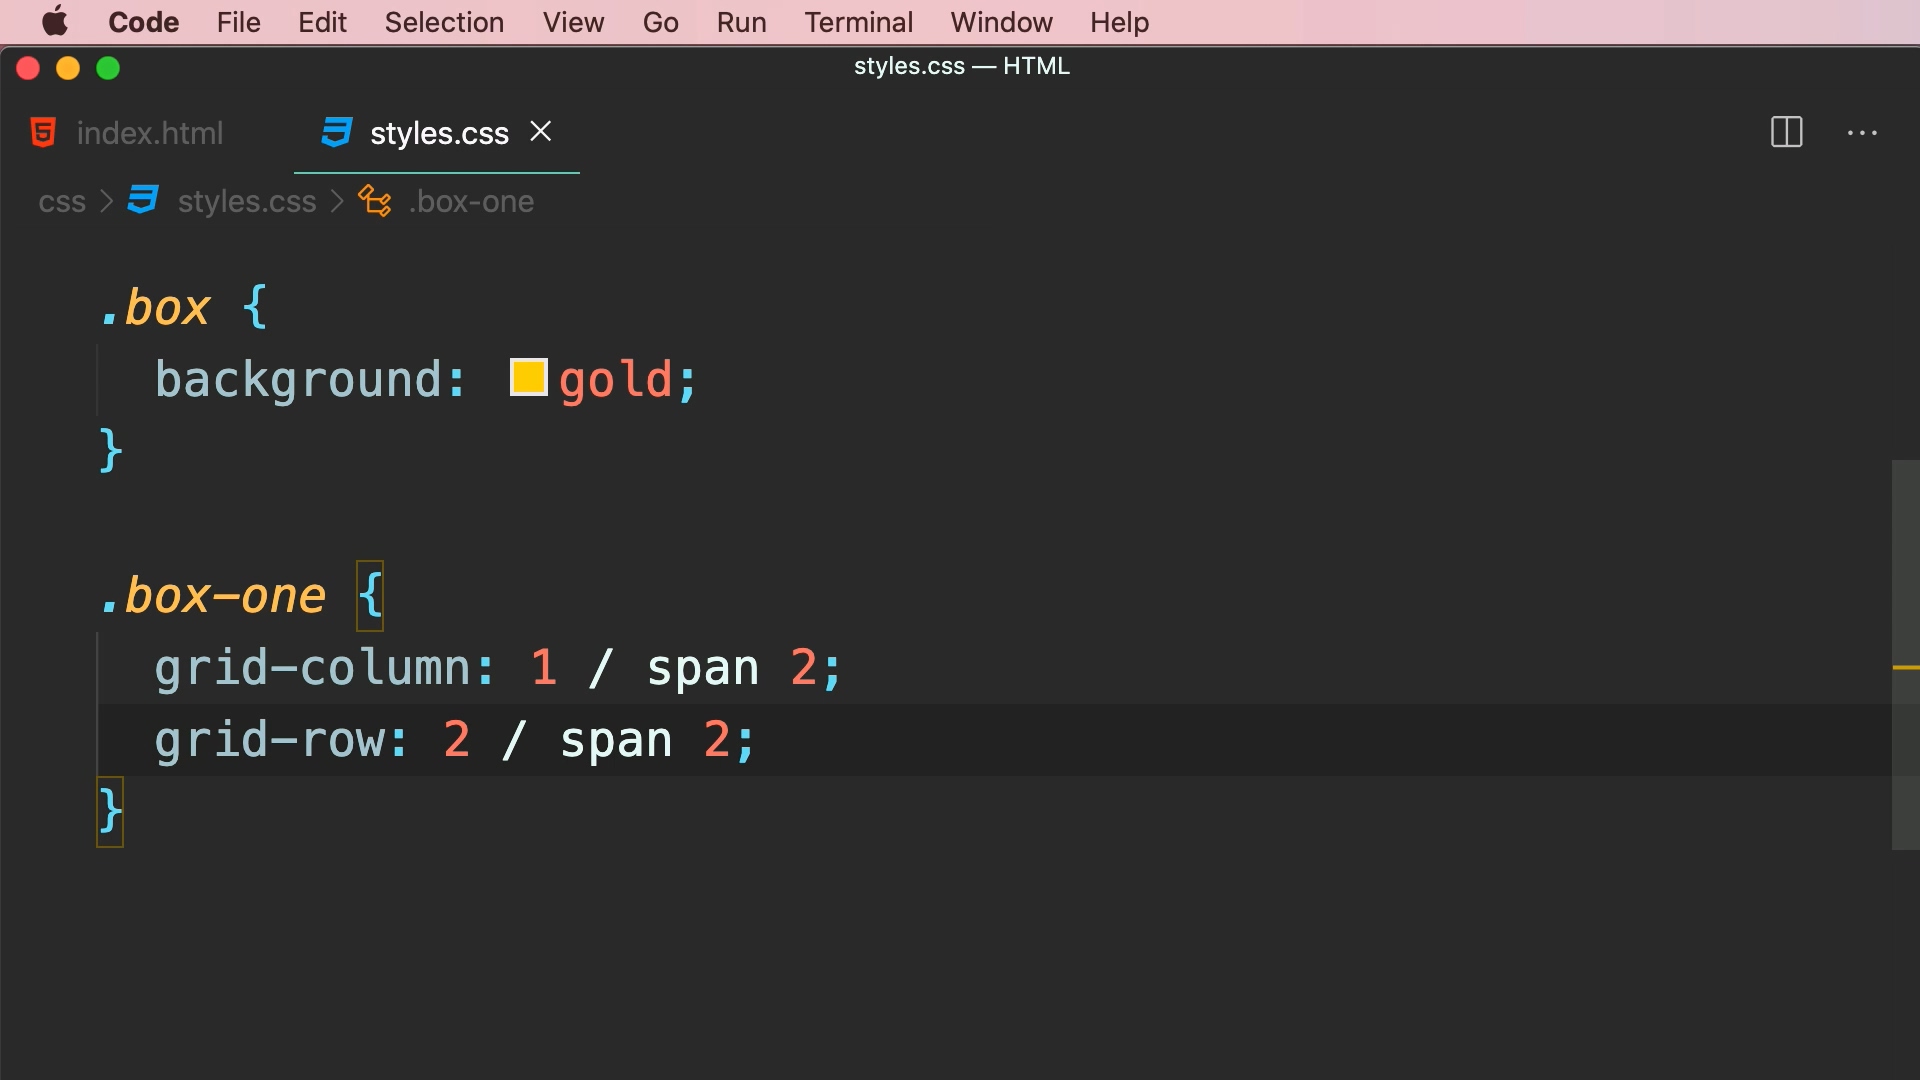 Code File Edit Selection View Go Run Terminal Window Help
styles.css — HTML
index.html styles.css
css > styles.css > .box-one
.box {
background: gold;
}
.box-one {
grid-column: 1 / span 2;
grid-row: 2 / span 2;
}